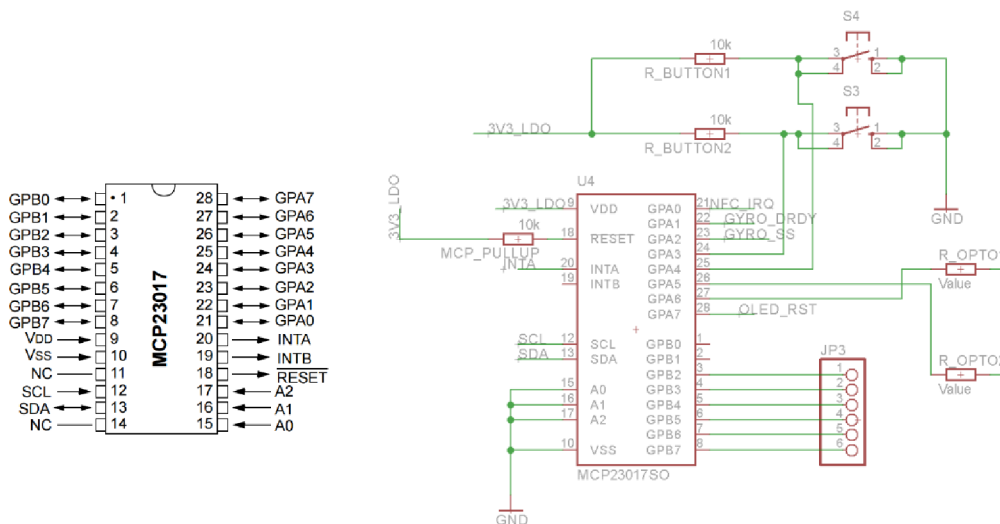 GPB0 1 28 GPA7
GPB1 2 27 GPA6
GPB2 3 26 GPA5
GPB3 4 25 GPA4
GPB4 5 24 GPA3
GPB5 6 23 GPA2
GPB6 7 22 GPA1
GPB7 8 21 GPA0
VDD 9 20 INTA
VSS 10 19 INTB
NC 11 18 RESET
SCL 12 17 A2
SDA 13 16 A1
NC 14 15 A0
MCP23017
S4
10k
R_BUTTON1
3 1
4 2
S3
10k
3V3_LDO
R_BUTTON2
3 1
4 2
GND
3V3_LDO
U4
3V3_LDO 9 VDD GPA0 21 NFC_IRQ
GPA1 22 GYRO_DRDY
10k
18 RESET GPA2 23 GYRO_SS
MCP_PULLUP
GPA3 24
INTA 20 INTA GPA4 25
19 INTB GPA5 26
GPA6 27
GPA7 28 OLED_RST
SCL 12 SCL GPB0 1
SDA 13 SDA GPB1 2
GPB2 3
15 A0 GPB3 4
16 A1 GPB4 5
17 A2 GPB5 6
GPB6 7
10 VSS GPB7 8
MCP23017SO
GND
JP3
1
2
3
4
5
6
R_OPTO1
Value
R_OPTO2
Value